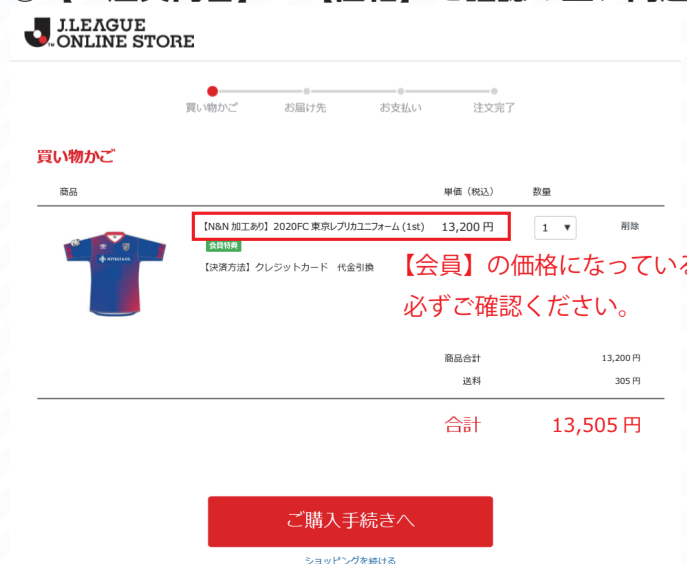 J.LEAGUE
ONLINE STORE
買い物かご お届け先 お支払い 注文完了
買い物かご
商品 単価（税込） 数量
【N&N 加工あり】2020FC 東京レプリカユニフォーム (1st) 13,200 円 1 ▼ 削除
会員特典
【決済方法】クレジットカード 代金引換
【会員】の価格になっている
必ずご確認ください。
商品合計 13,200 円
送料 305 円
合計 13,505 円
ご購入手続きへ
ショッピングを続ける